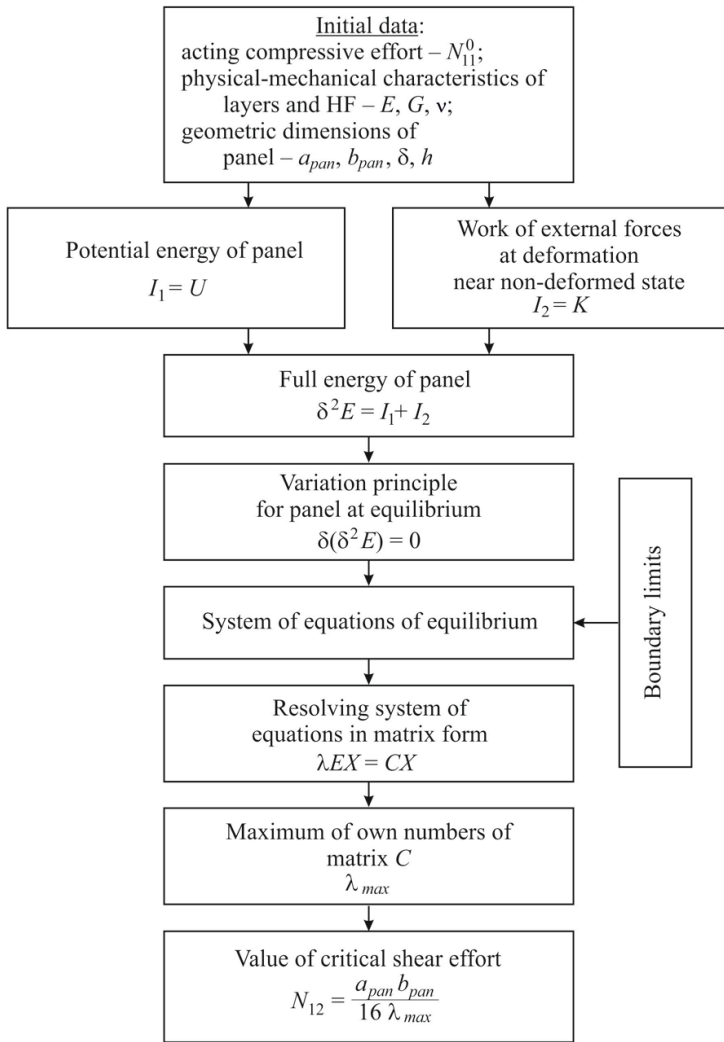 Initial data:
acting compressive effort – N⁰₁₁;
physical-mechanical characteristics of
layers and HF – E, G, ν;
geometric dimensions of
panel – a_pan, b_pan, δ, h
Potential energy of panel
I₁ = U
Work of external forces
at deformation
near non-deformed state
I₂ = K
Full energy of panel
δ²E = I₁ + I₂
Variation principle
for panel at equilibrium
δ(δ²E) = 0
System of equations of equilibrium
Boundary limits
Resolving system of
equations in matrix form
λEX = CX
Maximum of own numbers of
matrix C
λ_max
Value of critical shear effort
N₁₂ = a_pan b_pan / 16 λ_max